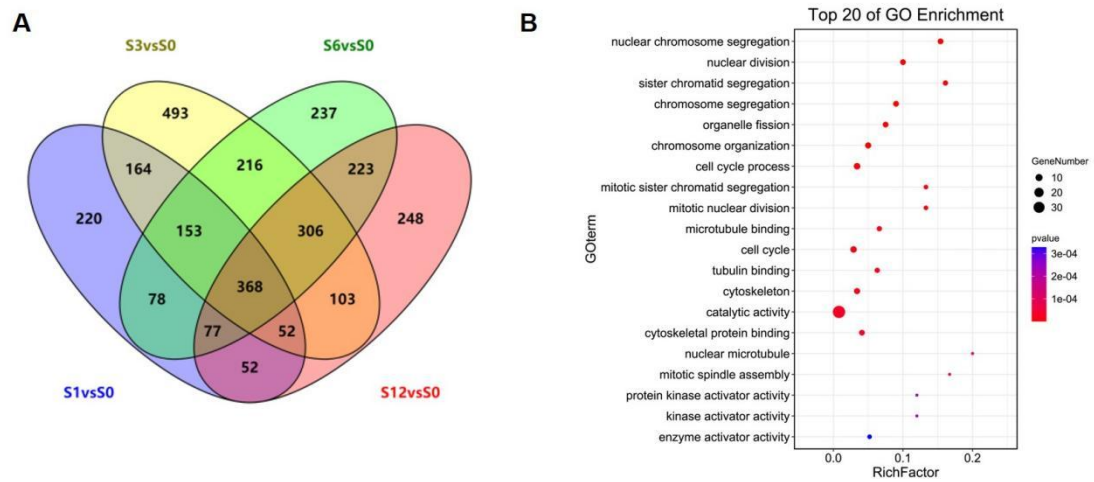 A
S3vsS0
S6vsS0
493
237
164
216
223
220
153
306
248
368
78
103
77
52
52
S1vsS0
S12vsS0
B
Top 20 of GO Enrichment
GOterm
nuclear chromosome segregation
nuclear division
sister chromatid segregation
chromosome segregation
organelle fission
chromosome organization
cell cycle process
mitotic sister chromatid segregation
mitotic nuclear division
microtubule binding
cell cycle
tubulin binding
cytoskeleton
catalytic activity
cytoskeletal protein binding
nuclear microtubule
mitotic spindle assembly
protein kinase activator activity
kinase activator activity
enzyme activator activity
0.0
0.1
0.2
RichFactor
GeneNumber
10
20
30
pvalue
3e-04
2e-04
1e-04